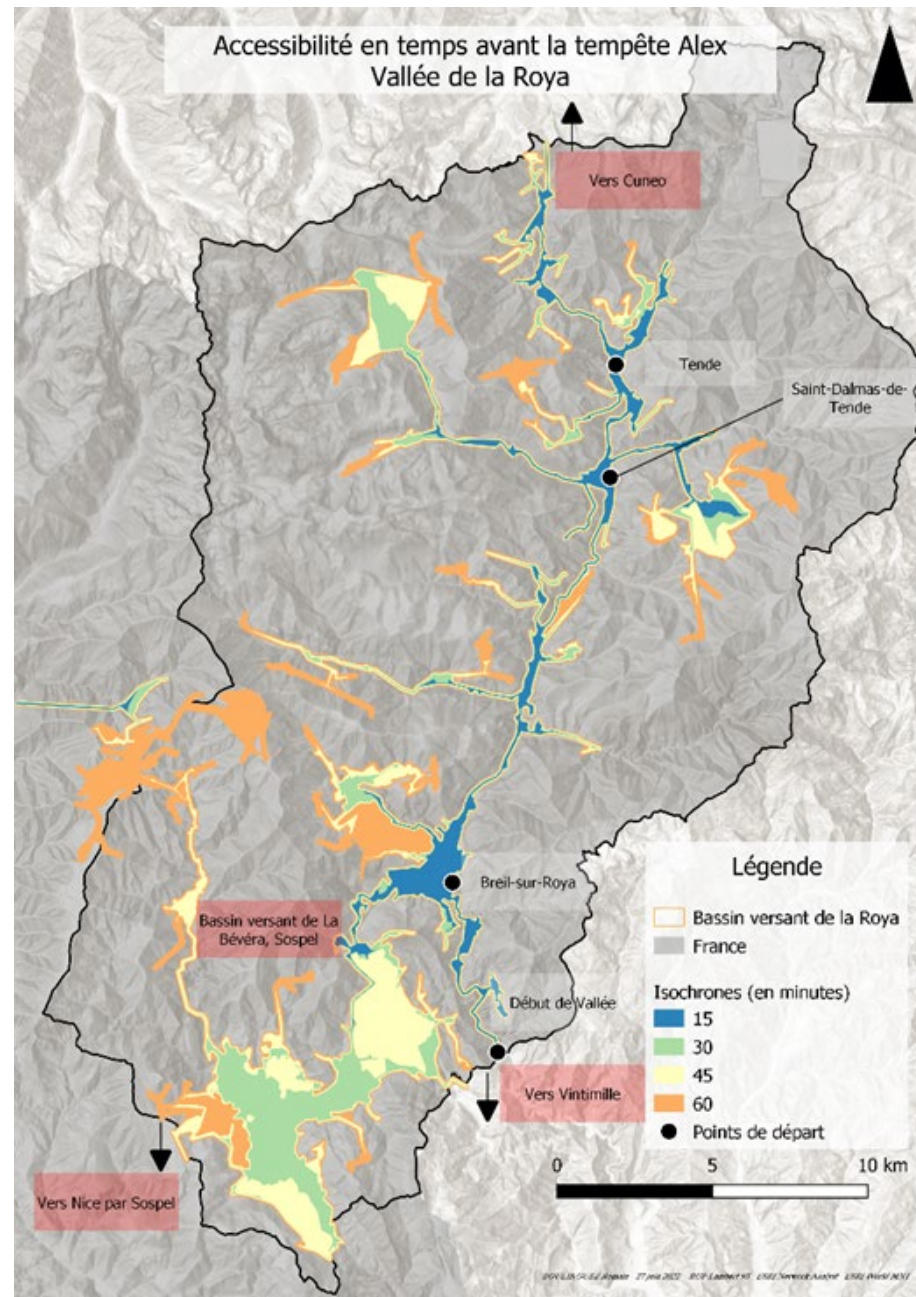 Accessibilité en temps avant la tempête Alex
Vallée de la Roya
Vers Cuneo
Tende
Saint-Dalmas-de-
Tende
Breil-sur-Roya
Bassin versant de La
Bévéra, Sospel
Début de Vallée
Vers Vintimille
Vers Nice par Sospel
Légende
Bassin versant de la Roya
France
Isochrones (en minutes)
15
30
45
60
Points de départ
0 5 10 km